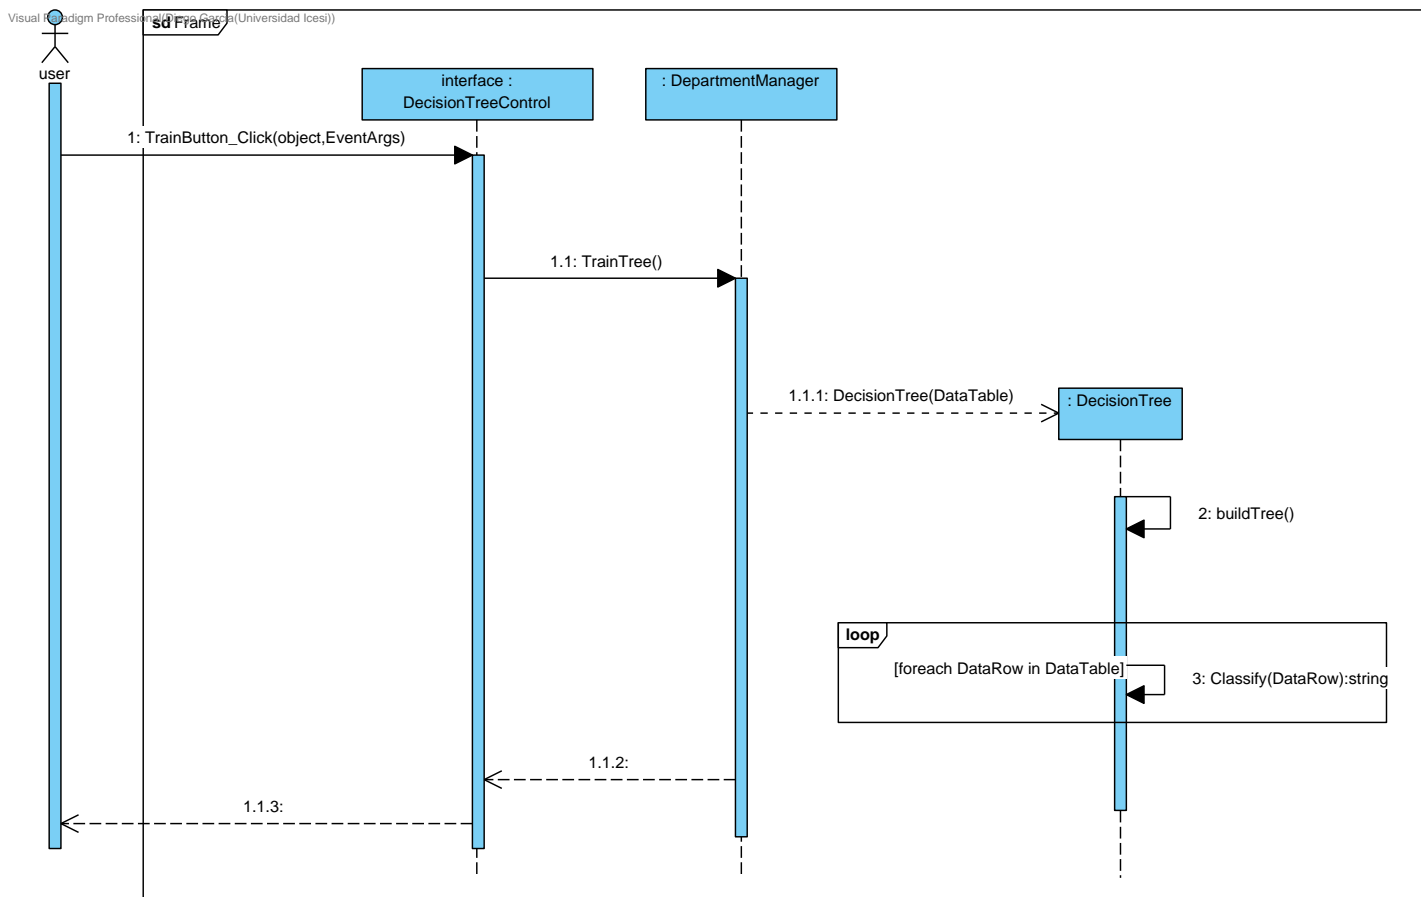 Visual Paradigm Professional(Diego Garcia(Universidad Icesi))
sd Frame
user
interface :
DecisionTreeControl
: DepartmentManager
1: TrainButton_Click(object,EventArgs)
1.1: TrainTree()
1.1.1: DecisionTree(DataTable)
: DecisionTree
2: buildTree()
loop
[foreach DataRow in DataTable]
3: Classify(DataRow):string
1.1.2:
1.1.3: